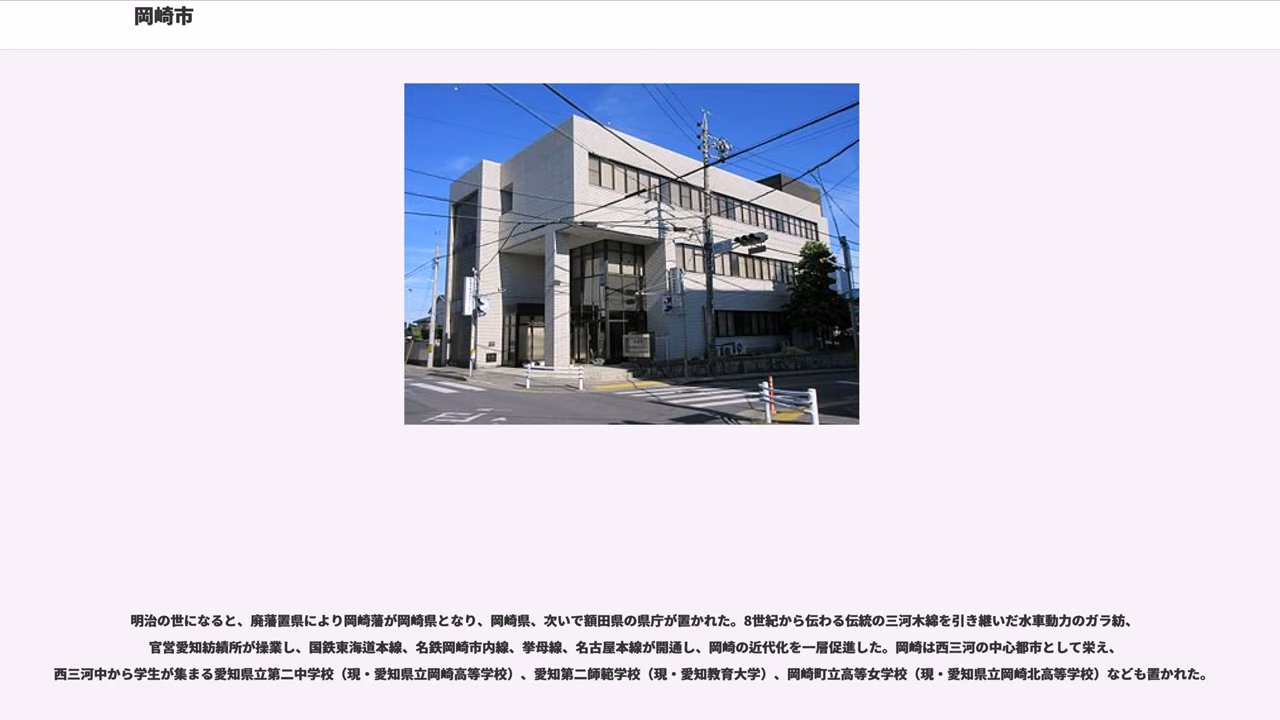 岡崎市
明治の世になると、廃藩置県により岡崎藩が岡崎県となり、岡崎県、次いで額田県の県庁が置かれた。8世紀から伝わる伝統の三河木綿を引き継いだ水車動力のガラ紡、
官営愛知紡績所が操業し、国鉄東海道本線、名鉄岡崎市内線、挙母線、名古屋本線が開通し、岡崎の近代化を一層促進した。岡崎は西三河の中心都市として栄え、
西三河中から学生が集まる愛知県立第二中学校（現・愛知県立岡崎高等学校）、愛知第二師範学校（現・愛知教育大学）、岡崎町立高等女学校（現・愛知県立岡崎北高等学校）なども置かれた。